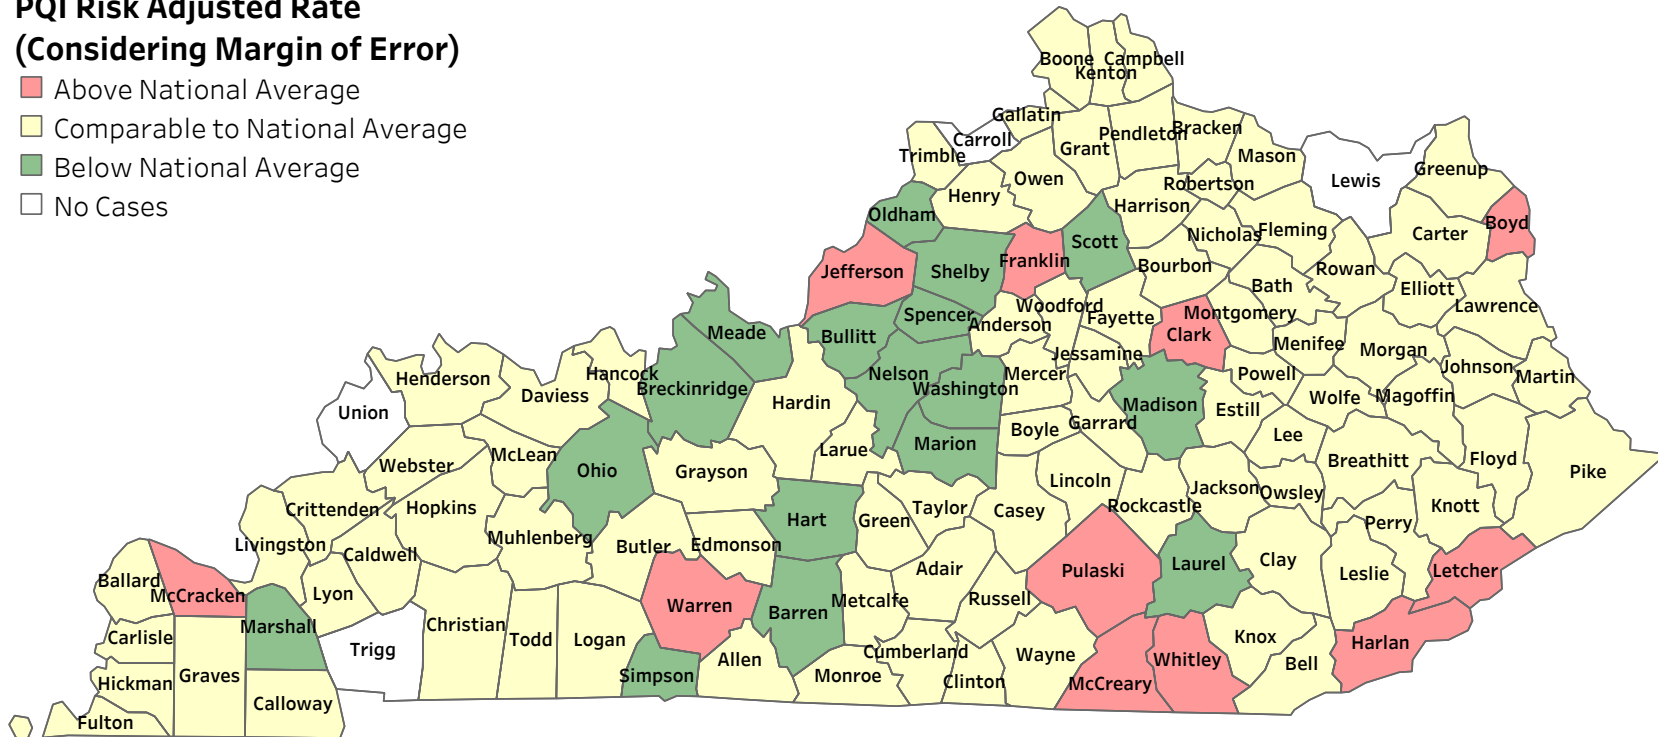 PQI Risk Adjusted Rate
(Considering Margin of Error)
Above National Average
Comparable to National Average
Below National Average
No Cases
Boone
Campbell
Kenton
Gallatin
Carroll
Trimble
Grant
Pendleton
Bracken
Mason
Lewis
Greenup
Henry
Owen
Robertson
Harrison
Oldham
Scott
Nicholas
Fleming
Carter
Boyd
Jefferson
Shelby
Franklin
Bourbon
Rowan
Bath
Elliott
Lawrence
Meade
Bullitt
Spencer
Anderson
Woodford
Fayette
Clark
Montgomery
Menifee
Morgan
Johnson
Martin
Henderson
Hancock
Breckinridge
Daviess
Union
Hardin
Nelson
Washington
Mercer
Jessamine
Madison
Powell
Estill
Wolfe
Magoffin
Larue
Marion
Boyle
Garrard
Lee
Breathitt
Floyd
Pike
Webster
McLean
Ohio
Grayson
Lincoln
Rockcastle
Jackson
Owsley
Knott
Perry
Crittenden
Hopkins
Muhlenberg
Hart
Green
Taylor
Casey
Livingston
Caldwell
Butler
Edmonson
Adair
Pulaski
Laurel
Clay
Leslie
Letcher
Ballard
McCracken
Lyon
Warren
Barren
Metcalfe
Russell
Carlisle
Marshall
Trigg
Christian
Todd
Logan
Simpson
Allen
Monroe
Cumberland
Clinton
Wayne
McCreary
Whitley
Knox
Bell
Harlan
Hickman
Graves
Calloway
Fulton